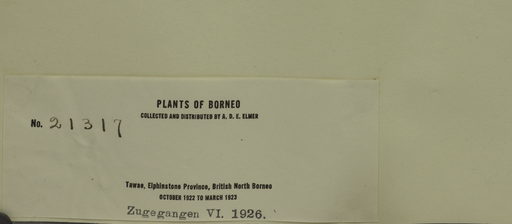 PLANTS OF BORNEO
COLLECTED AND DISTRIBUTED BY A. D. E. ELMER
No. 21317
Tawao, Elphinstone Province, British North Borneo
OCTOBER 1922 TO MARCH 1923
Zugegangen VI. 1926.